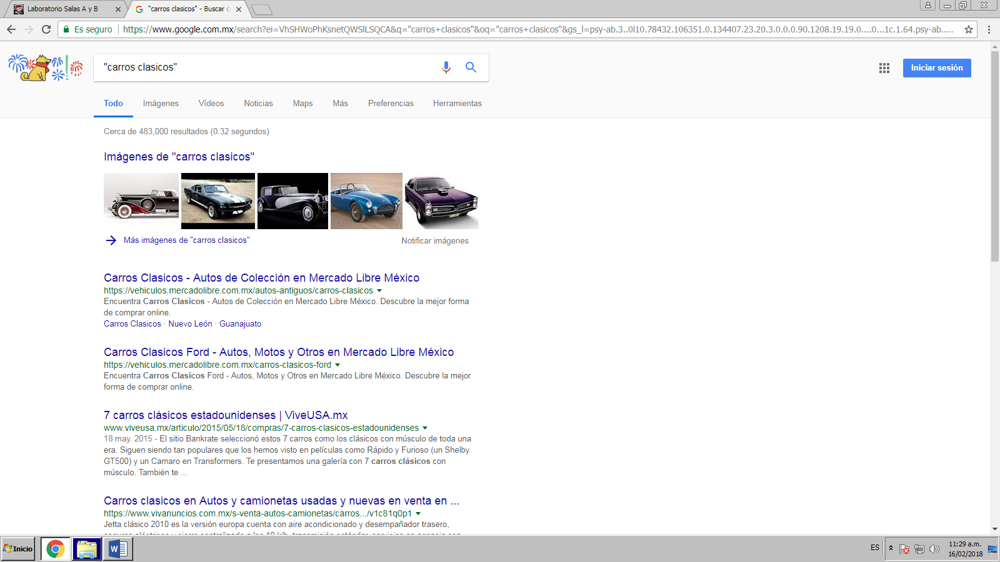 Laboratorio Salas A y B
"carros clasicos" - Buscar c
Es seguro
https://www.google.com.mx/search?ei=VhSHWoPhKsnetQWSlLSQCA&q="carros+clasicos"&oq="carros+clasicos"&gs_l=psy-ab.3..0l10.78432.106351.0.134407.23.20.3.0.0.0.90.1208.19.19.0....0...1c.1.64.psy-ab.....
"carros clasicos"
Iniciar sesión
Todo Imágenes Vídeos Noticias Maps Más Preferencias Herramientas
Cerca de 483,000 resultados (0.32 segundos)
Imágenes de "carros clasicos"
Más imágenes de "carros clasicos"
Notificar imágenes
Carros Clasicos - Autos de Colección en Mercado Libre México
https://vehiculos.mercadolibre.com.mx/autos-antiguos/carros-clasicos
Encuentra Carros Clasicos - Autos de Colección en Mercado Libre México. Descubre la mejor forma
de comprar online.
Carros Clasicos · Nuevo León · Guanajuato
Carros Clasicos Ford - Autos, Motos y Otros en Mercado Libre México
https://vehiculos.mercadolibre.com.mx/carros-clasicos-ford
Encuentra Carros Clasicos Ford - Autos, Motos y Otros en Mercado Libre México. Descubre la mejor
forma de comprar online.
7 carros clásicos estadounidenses | ViveUSA.mx
www.viveusa.mx/articulo/2015/05/18/compras/7-carros-clasicos-estadounidenses
18 may. 2015 - El sitio Bankrate seleccionó estos 7 carros como los clásicos con músculo de toda una
era. Siguen siendo tan populares que los hemos visto en películas como Rápido y Furioso (un Shelby
GT500) y un Camaro en Transformers. Te presentamos una galería con 7 carros clásicos con
músculo. También te ...
Carros clasicos en Autos y camionetas usadas y nuevas en venta en ...
https://www.vivanuncios.com.mx/s-venta-autos-camionetas/carros.../v1c81q0p1
Jetta clásico 2010 es la versión europa cuenta con aire acondicionado y desempañador trasero,
Inicio
ES
11:29 a.m.
16/02/2018